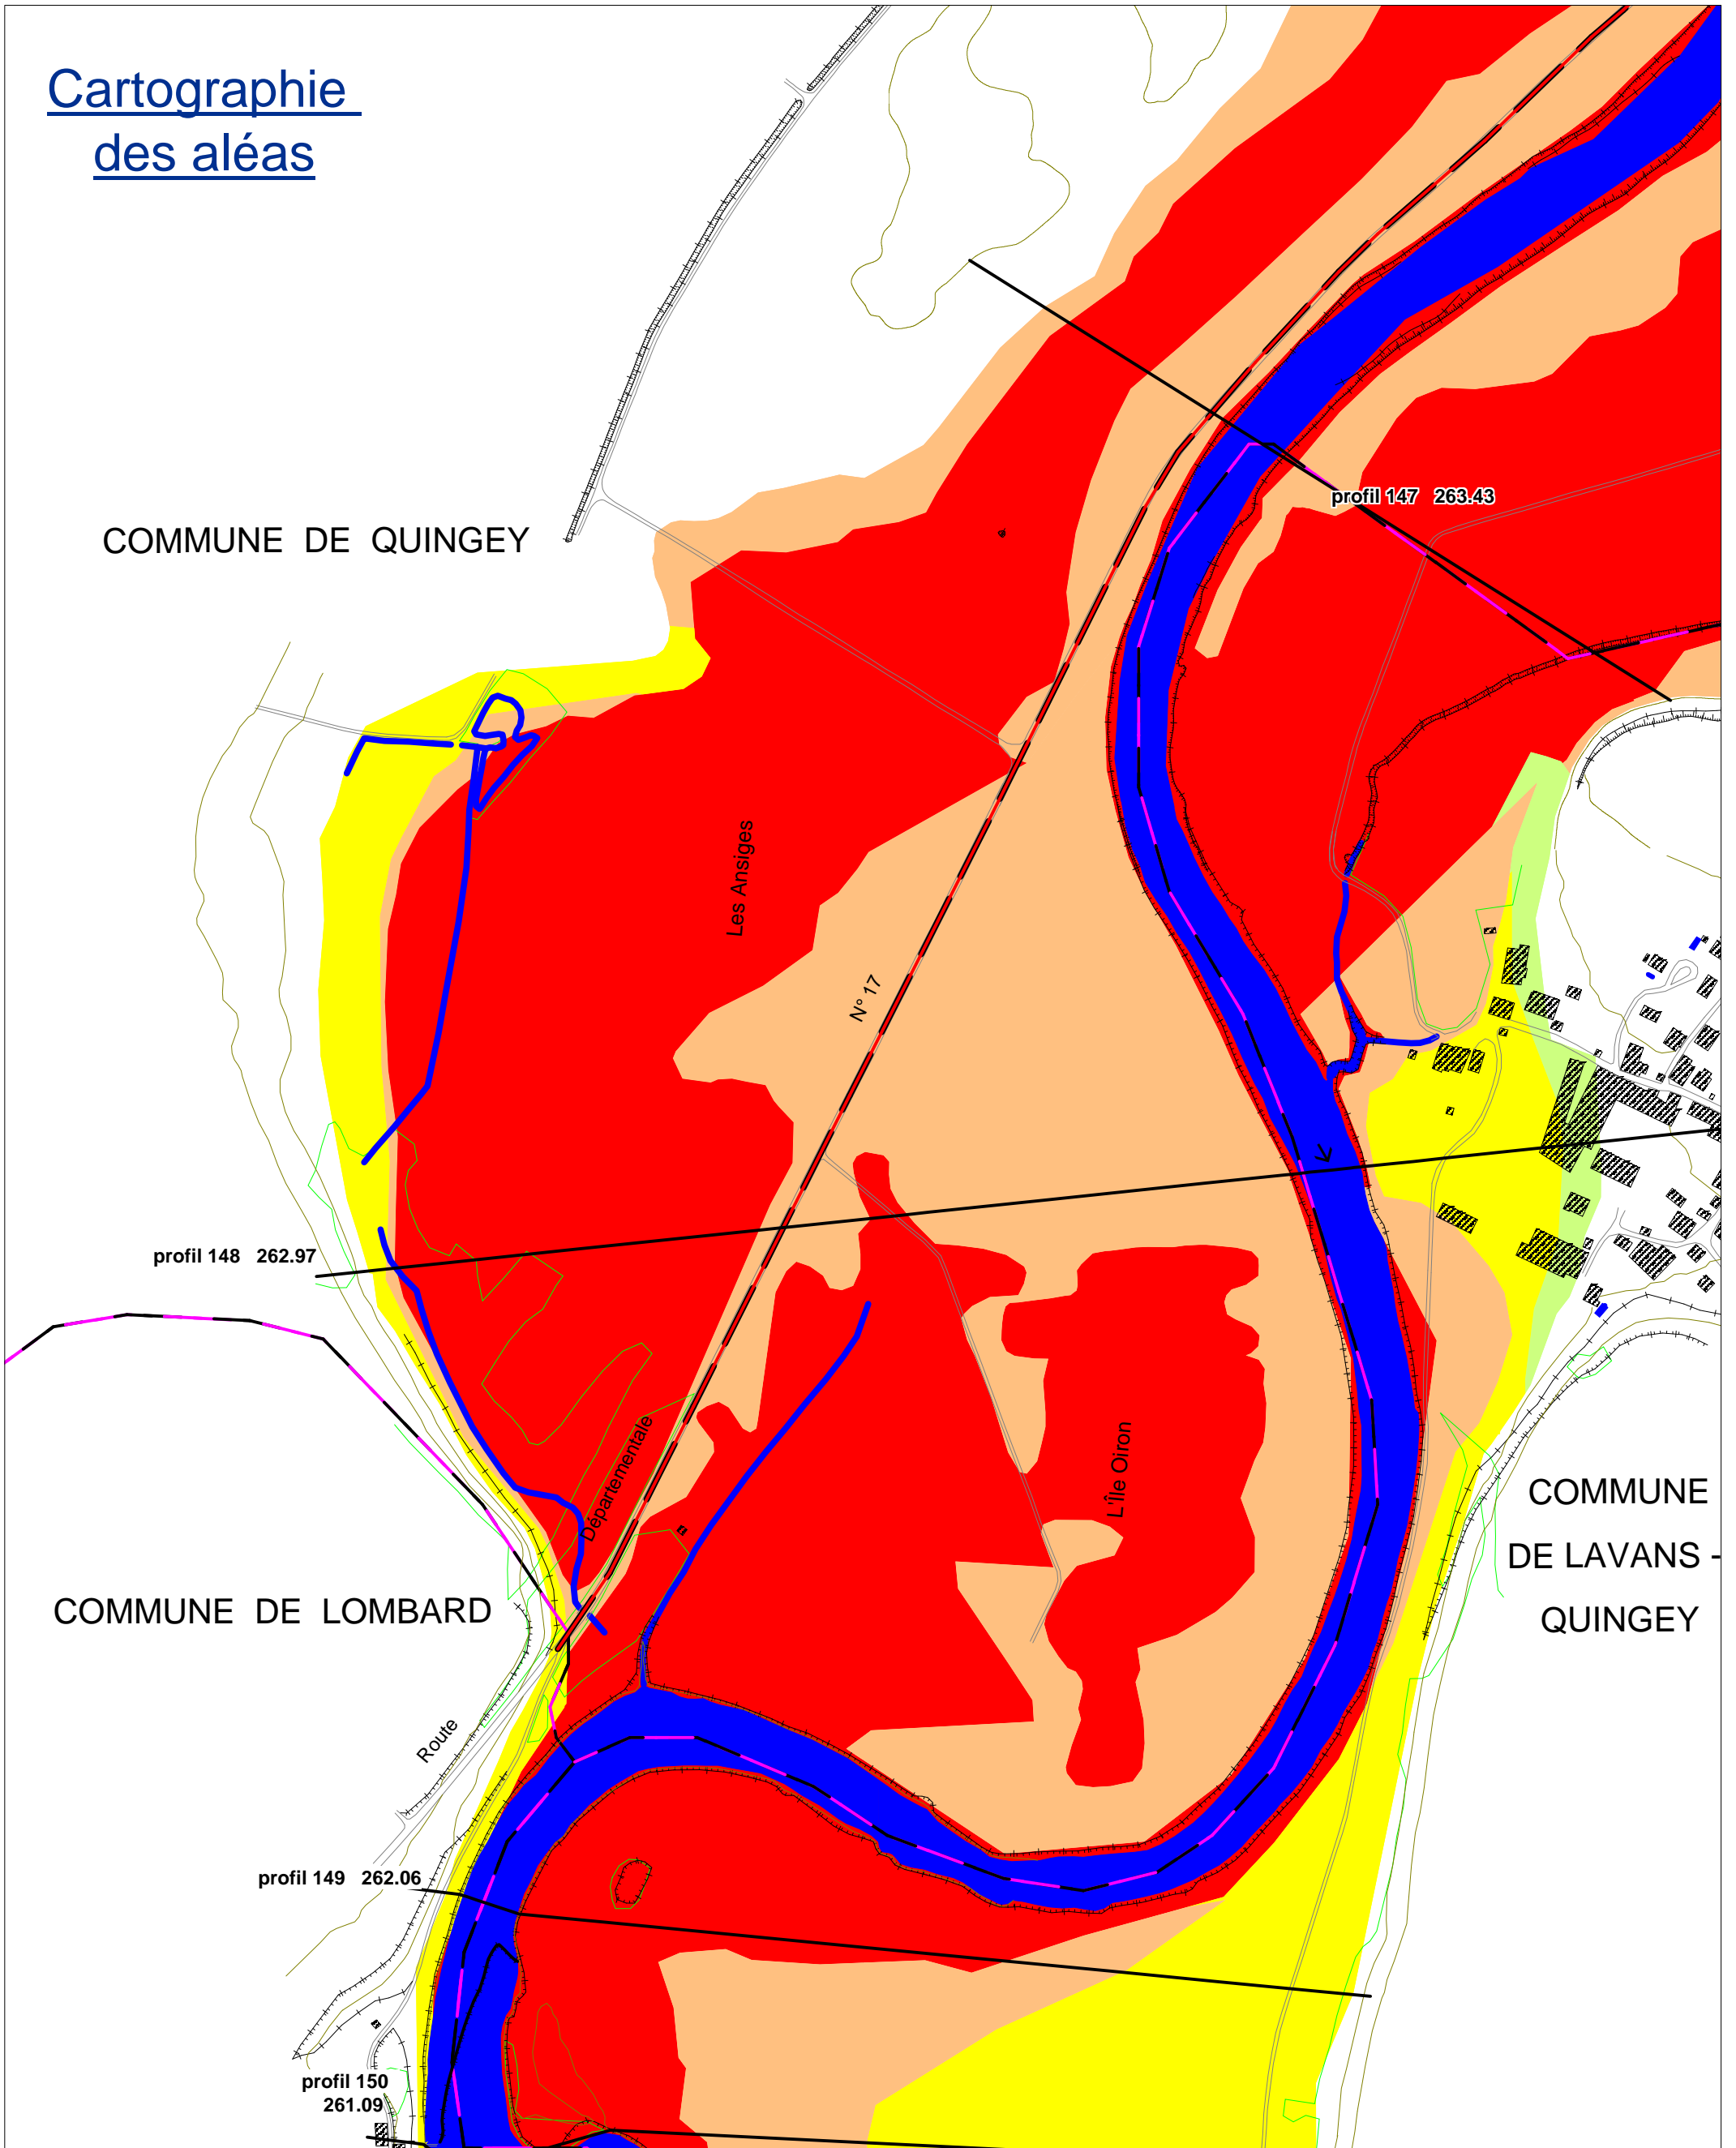 Cartographie
des aléas
profil 147 263.43
COMMUNE DE QUINGEY
Les Ansiges
N° 17
profil 148 262.97
Départementale
L'Île Oiron
COMMUNE
DE LAVANS -
QUINGEY
COMMUNE DE LOMBARD
Route
profil 149 262.06
profil 150
261.09